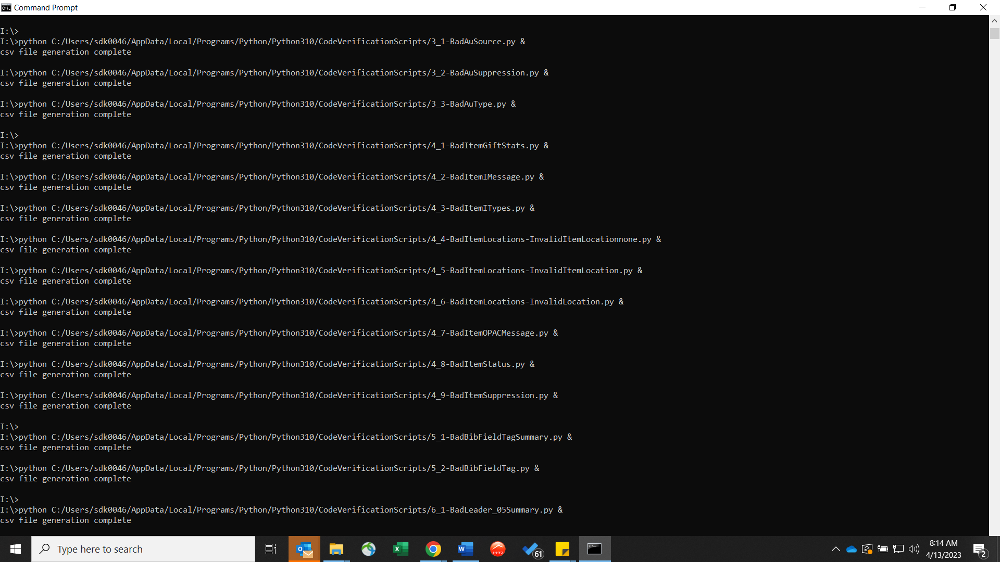 Command Prompt
I:\>
I:\>python C:/Users/sdk0046/AppData/Local/Programs/Python/Python310/CodeVerificationScripts/3_1-BadAuSource.py &
csv file generation complete
I:\>python C:/Users/sdk0046/AppData/Local/Programs/Python/Python310/CodeVerificationScripts/3_2-BadAuSuppression.py &
csv file generation complete
I:\>python C:/Users/sdk0046/AppData/Local/Programs/Python/Python310/CodeVerificationScripts/3_3-BadAuType.py &
csv file generation complete
I:\>
I:\>python C:/Users/sdk0046/AppData/Local/Programs/Python/Python310/CodeVerificationScripts/4_1-BadItemGiftStats.py &
csv file generation complete
I:\>python C:/Users/sdk0046/AppData/Local/Programs/Python/Python310/CodeVerificationScripts/4_2-BadItemIMessage.py &
csv file generation complete
I:\>python C:/Users/sdk0046/AppData/Local/Programs/Python/Python310/CodeVerificationScripts/4_3-BadItemITypes.py &
csv file generation complete
I:\>python C:/Users/sdk0046/AppData/Local/Programs/Python/Python310/CodeVerificationScripts/4_4-BadItemLocations-InvalidItemLocationnone.py &
csv file generation complete
I:\>python C:/Users/sdk0046/AppData/Local/Programs/Python/Python310/CodeVerificationScripts/4_5-BadItemLocations-InvalidItemLocation.py &
csv file generation complete
I:\>python C:/Users/sdk0046/AppData/Local/Programs/Python/Python310/CodeVerificationScripts/4_6-BadItemLocations-InvalidLocation.py &
csv file generation complete
I:\>python C:/Users/sdk0046/AppData/Local/Programs/Python/Python310/CodeVerificationScripts/4_7-BadItemOPACMessage.py &
csv file generation complete
I:\>python C:/Users/sdk0046/AppData/Local/Programs/Python/Python310/CodeVerificationScripts/4_8-BadItemStatus.py &
csv file generation complete
I:\>python C:/Users/sdk0046/AppData/Local/Programs/Python/Python310/CodeVerificationScripts/4_9-BadItemSuppression.py &
csv file generation complete
I:\>
I:\>python C:/Users/sdk0046/AppData/Local/Programs/Python/Python310/CodeVerificationScripts/5_1-BadBibFieldTagSummary.py &
csv file generation complete
I:\>python C:/Users/sdk0046/AppData/Local/Programs/Python/Python310/CodeVerificationScripts/5_2-BadBibFieldTag.py &
csv file generation complete
I:\>
I:\>python C:/Users/sdk0046/AppData/Local/Programs/Python/Python310/CodeVerificationScripts/6_1-BadLeader_05Summary.py &
csv file generation complete
Type here to search
sierra
61
8:14 AM
4/13/2023
2